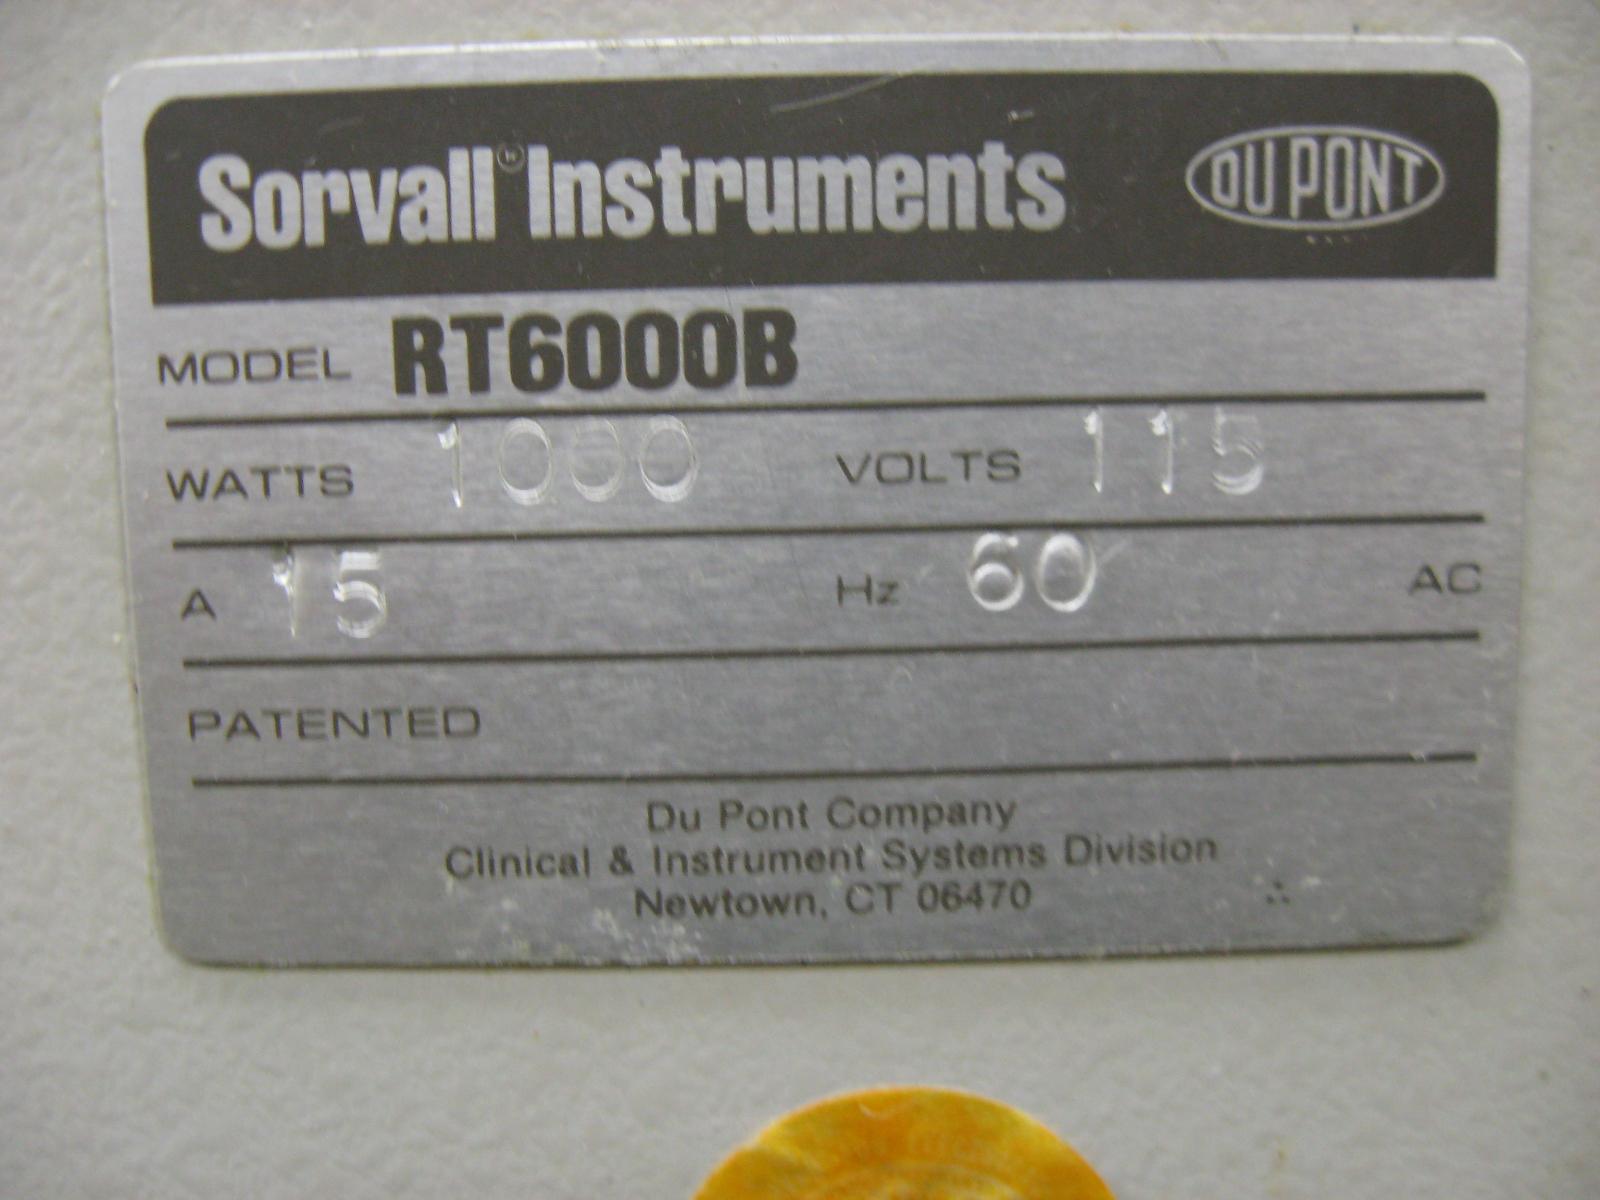 Sorvall® Instruments DU PONT
MODEL RT6000B
WATTS 1000 VOLTS 115
A 15 Hz 60 AC
PATENTED
Du Pont Company
Clinical & Instrument Systems Division
Newtown, CT 06470